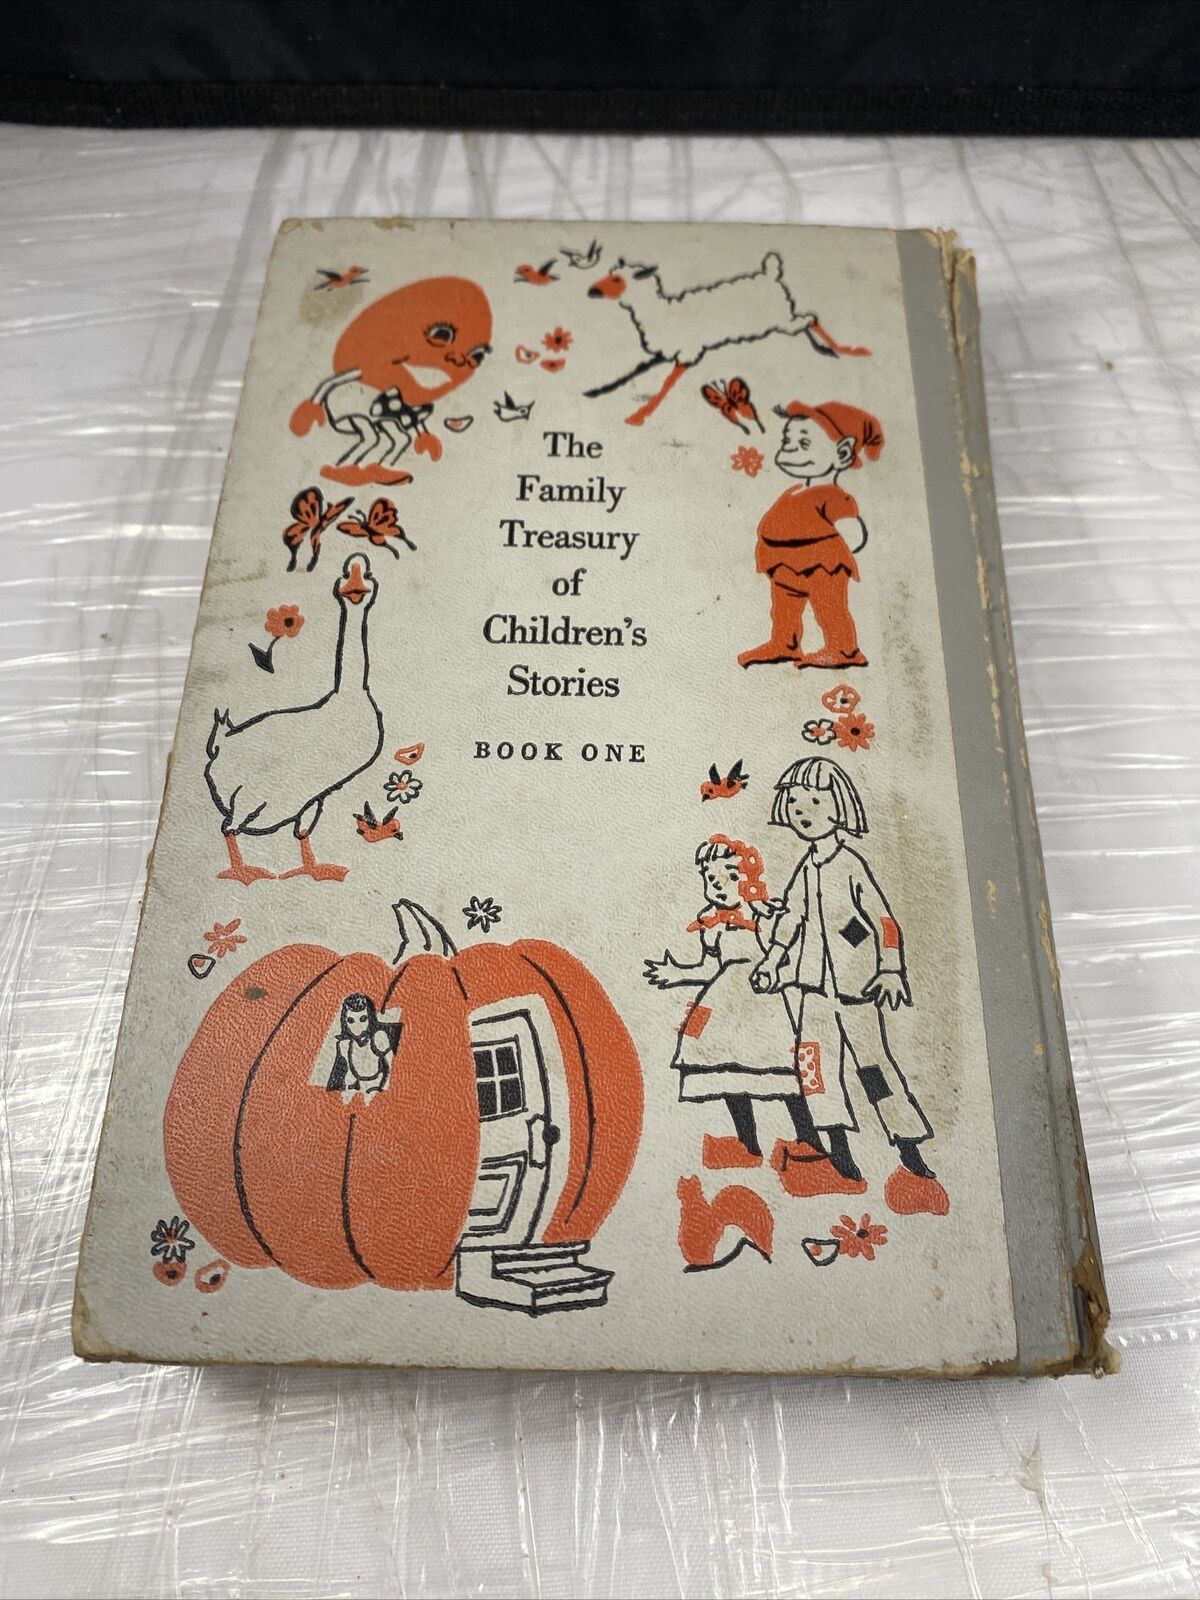 The
Family
Treasury
of
Children's
Stories
BOOK ONE